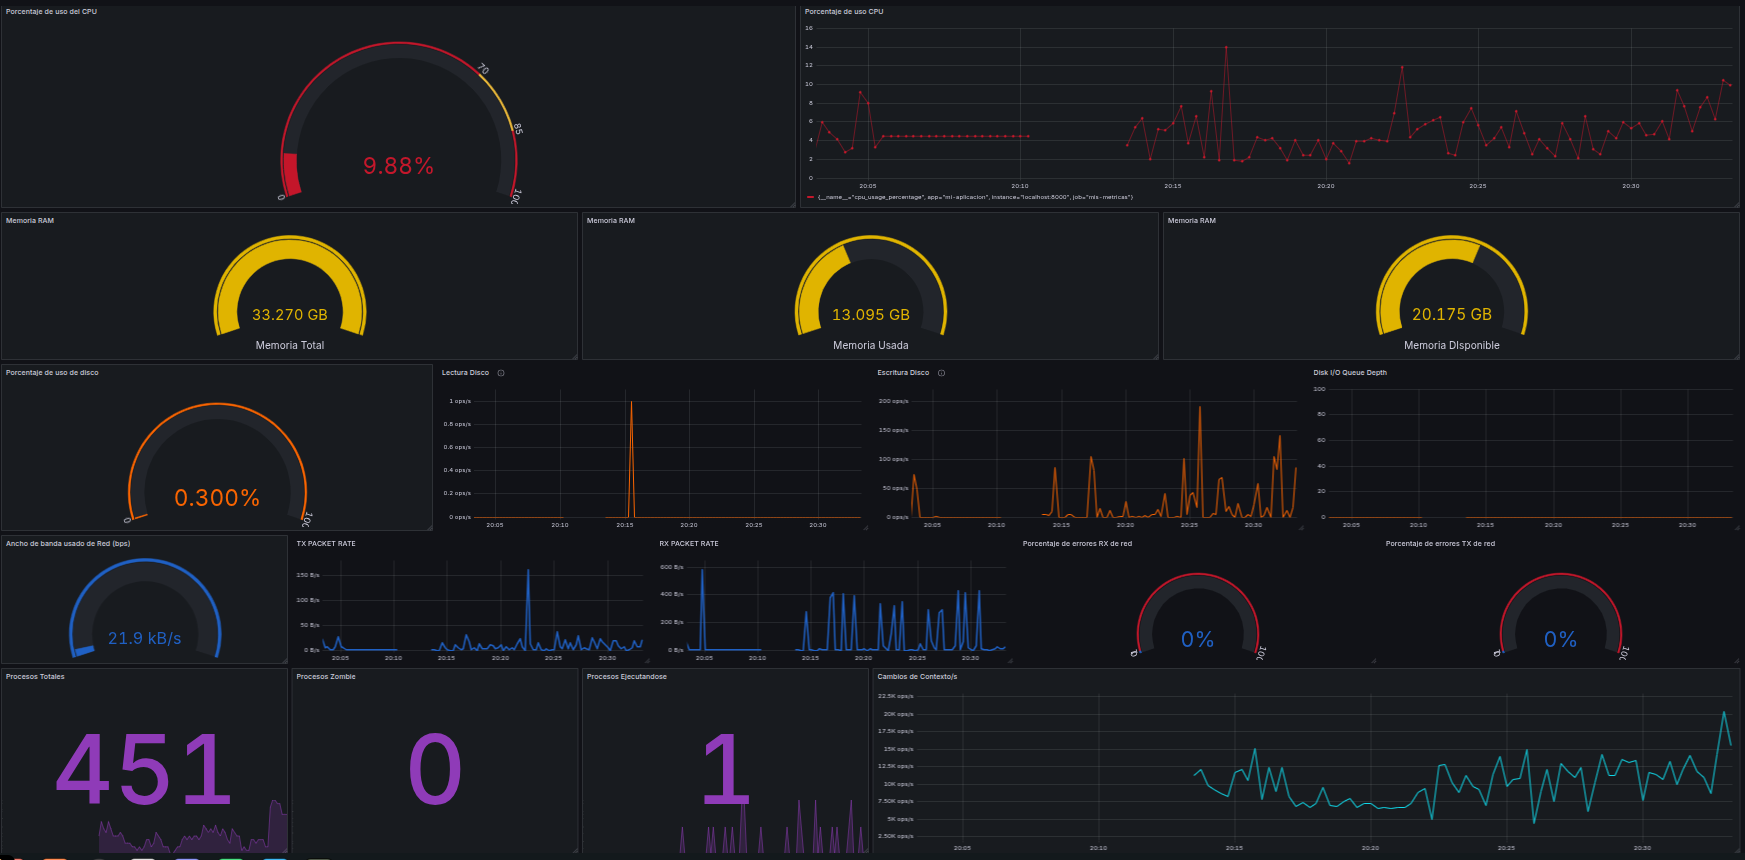 Porcentaje de uso del CPU
70
85
9.88%
0
100
Porcentaje de uso CPU
16
14
12
10
8
6
4
2
0
20:05 20:10 20:15 20:20 20:25 20:30
{__name__="cpu_usage_percentage", app="mi-aplicacion", instance="localhost:8000", job="mis-metricas"}
Memoria RAM
33.270 GB
Memoria Total
Memoria RAM
13.095 GB
Memoria Usada
Memoria RAM
20.175 GB
Memoria DIsponible
Porcentaje de uso de disco
0.300%
0
100
Lectura Disco
1 ops/s
0.8 ops/s
0.6 ops/s
0.4 ops/s
0.2 ops/s
0 ops/s
20:05 20:10 20:15 20:20 20:25 20:30
Escritura Disco
200 ops/s
150 ops/s
100 ops/s
50 ops/s
0 ops/s
20:05 20:10 20:15 20:20 20:25 20:30
Disk I/O Queue Depth
100
80
60
40
20
0
20:05 20:10 20:15 20:20 20:25 20:30
Ancho de banda usado de Red (bps)
21.9 kB/s
TX PACKET RATE
150 B/s
100 B/s
50 B/s
0 B/s
20:05 20:10 20:15 20:20 20:25 20:30
RX PACKET RATE
600 B/s
400 B/s
200 B/s
0 B/s
20:05 20:10 20:15 20:20 20:25 20:30
Porcentaje de errores RX de red
0%
100
Porcentaje de errores TX de red
0%
100
Procesos Totales
451
Procesos Zombie
0
Procesos Ejecutandose
1
Cambios de Contexto/s
22.5K ops/s
20K ops/s
17.5K ops/s
15K ops/s
12.5K ops/s
10K ops/s
7.50K ops/s
5K ops/s
2.50K ops/s
20:05 20:10 20:15 20:20 20:25 20:30